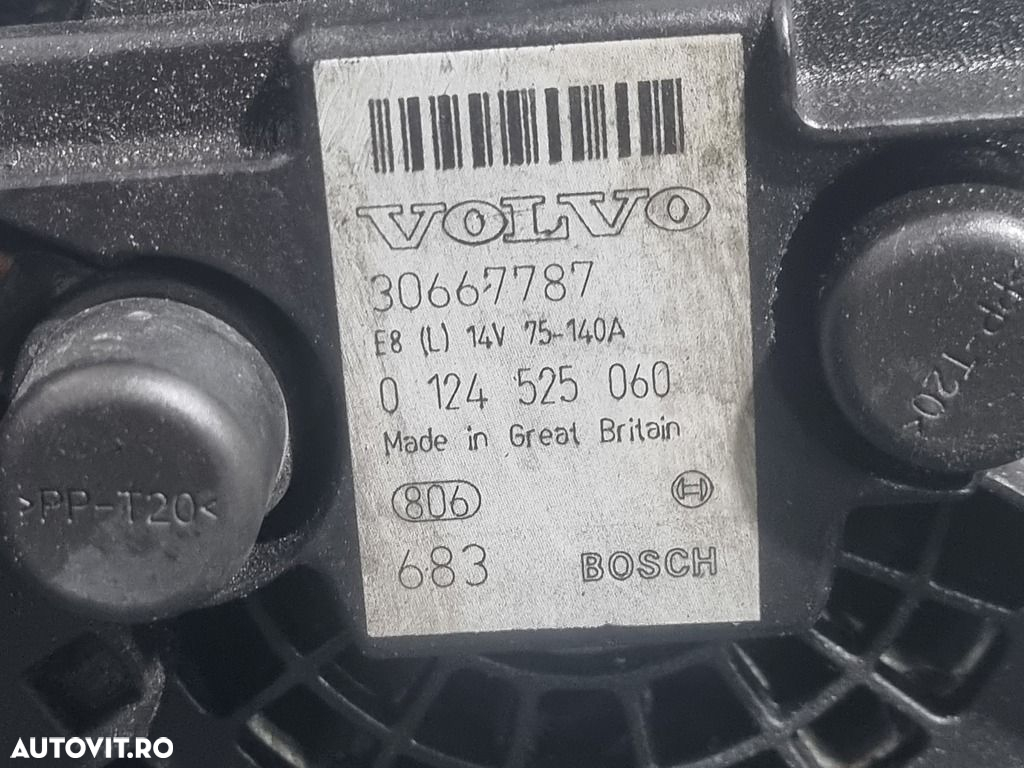 VOLVO
30667787
E8 (L) 14V 75-140A
0 124 525 060
Made in Great Britain
806
683 BOSCH
>PP-T20<
>PP-T20<
AUTOVIT.RO